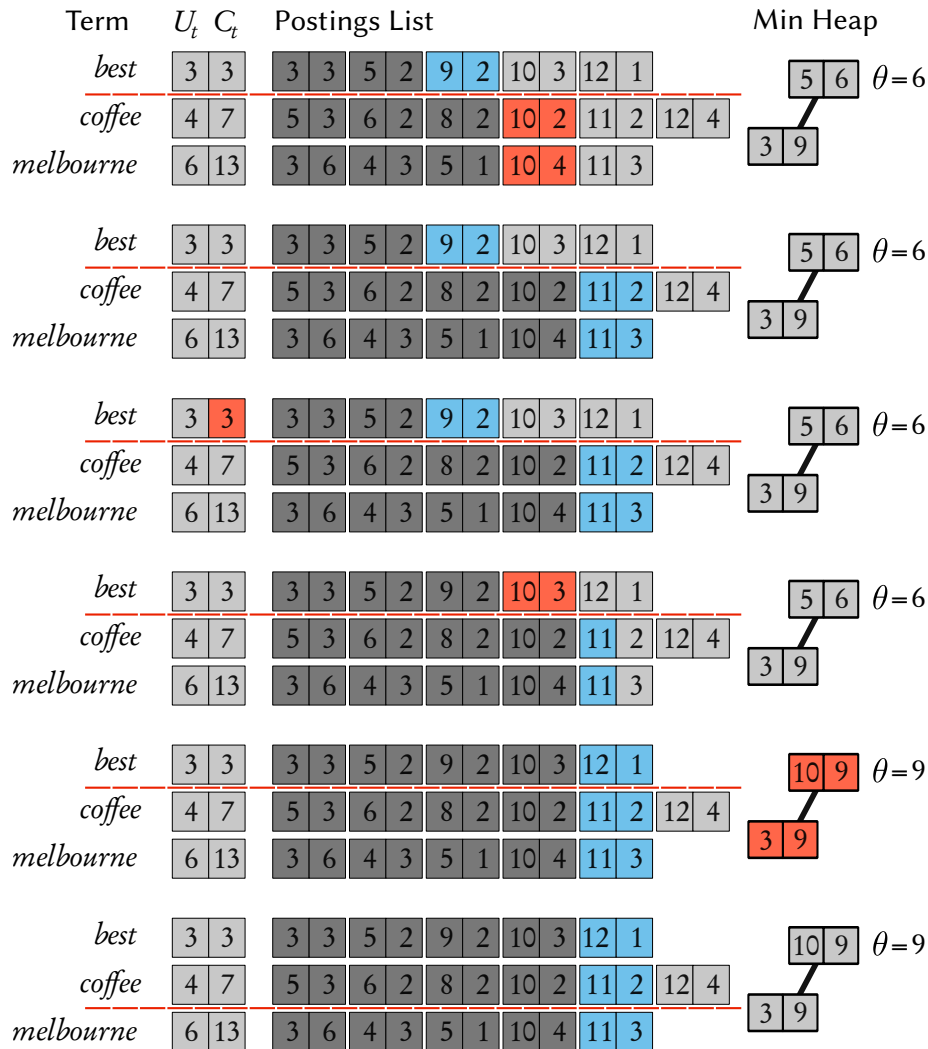 Term U_t C_t Postings List Min Heap
best 3 3 3 3 5 2 9 2 10 3 12 1 5 6 θ=6
coffee 4 7 5 3 6 2 8 2 10 2 11 2 12 4
melbourne 6 13 3 6 4 3 5 1 10 4 11 3 3 9
best 3 3 3 3 5 2 9 2 10 3 12 1 5 6 θ=6
coffee 4 7 5 3 6 2 8 2 10 2 11 2 12 4
melbourne 6 13 3 6 4 3 5 1 10 4 11 3 3 9
best 3 3 3 3 5 2 9 2 10 3 12 1 5 6 θ=6
coffee 4 7 5 3 6 2 8 2 10 2 11 2 12 4
melbourne 6 13 3 6 4 3 5 1 10 4 11 3 3 9
best 3 3 3 3 5 2 9 2 10 3 12 1 5 6 θ=6
coffee 4 7 5 3 6 2 8 2 10 2 11 2 12 4
melbourne 6 13 3 6 4 3 5 1 10 4 11 3 3 9
best 3 3 3 3 5 2 9 2 10 3 12 1 10 9 θ=9
coffee 4 7 5 3 6 2 8 2 10 2 11 2 12 4
melbourne 6 13 3 6 4 3 5 1 10 4 11 3 3 9
best 3 3 3 3 5 2 9 2 10 3 12 1 10 9 θ=9
coffee 4 7 5 3 6 2 8 2 10 2 11 2 12 4
melbourne 6 13 3 6 4 3 5 1 10 4 11 3 3 9